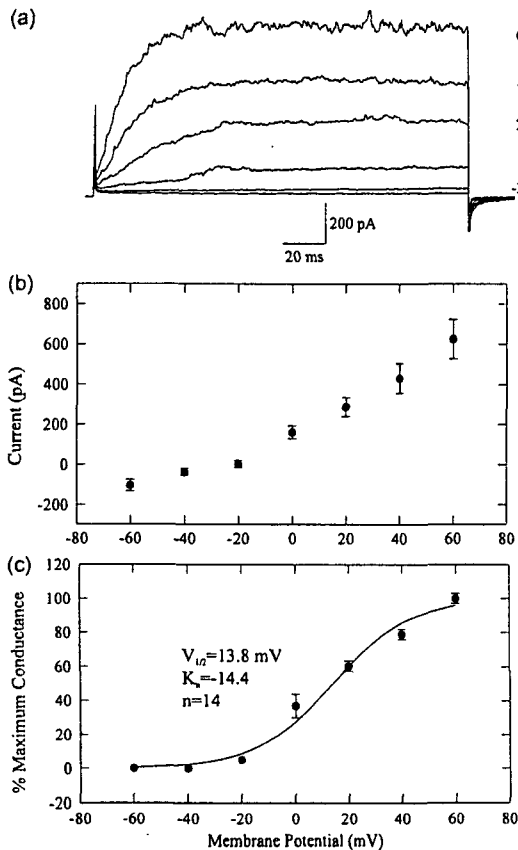 (a)
200 pA
20 ms
(b)
800
600
400
200
0
-200
Current (pA)
-80 -60 -40 -20 0 20 40 60 80
(c)
120
100
80
60
40
20
0
-20
% Maximum Conductance
V1/2=13.8 mV
Kn=-14.4
n=14
-80 -60 -40 -20 0 20 40 60 80
Membrane Potential (mV)